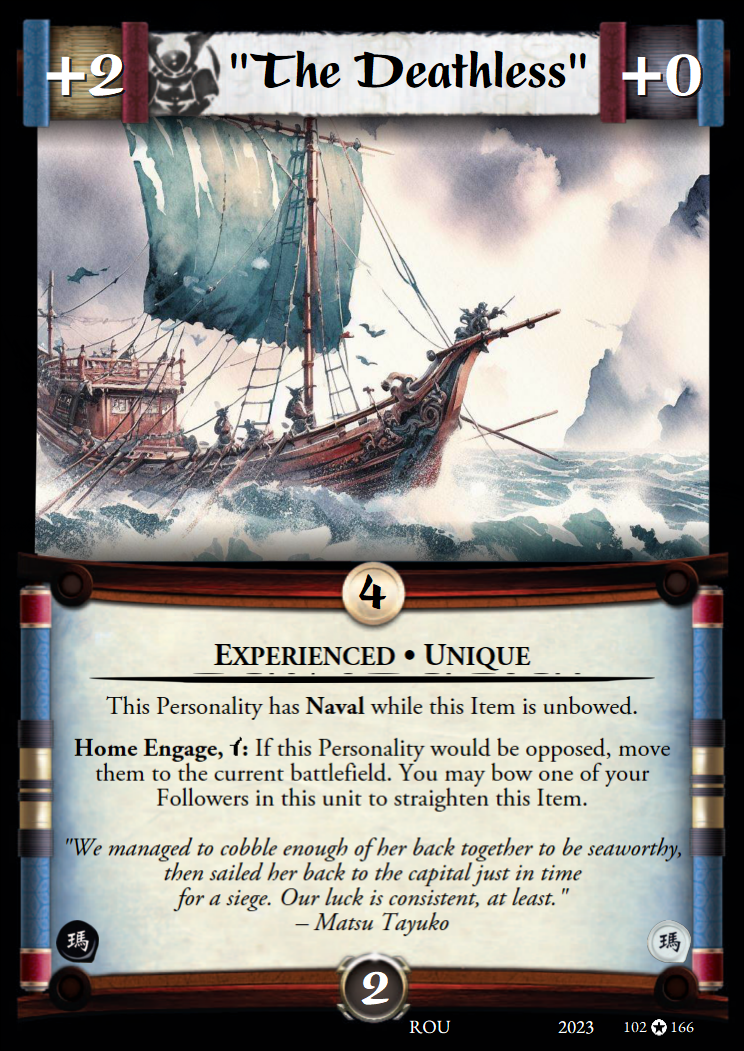 +2 "The Deathless" +0
4
EXPERIENCED • UNIQUE
This Personality has Naval while this Item is unbowed.
Home Engage, : If this Personality would be opposed, move
them to the current battlefield. You may bow one of your
Followers in this unit to straighten this Item.
"We managed to cobble enough of her back together to be seaworthy,
then sailed her back to the capital just in time
for a siege. Our luck is consistent, at least."
– Matsu Tayuko
瑪 瑪
2
ROU 2023 102 166